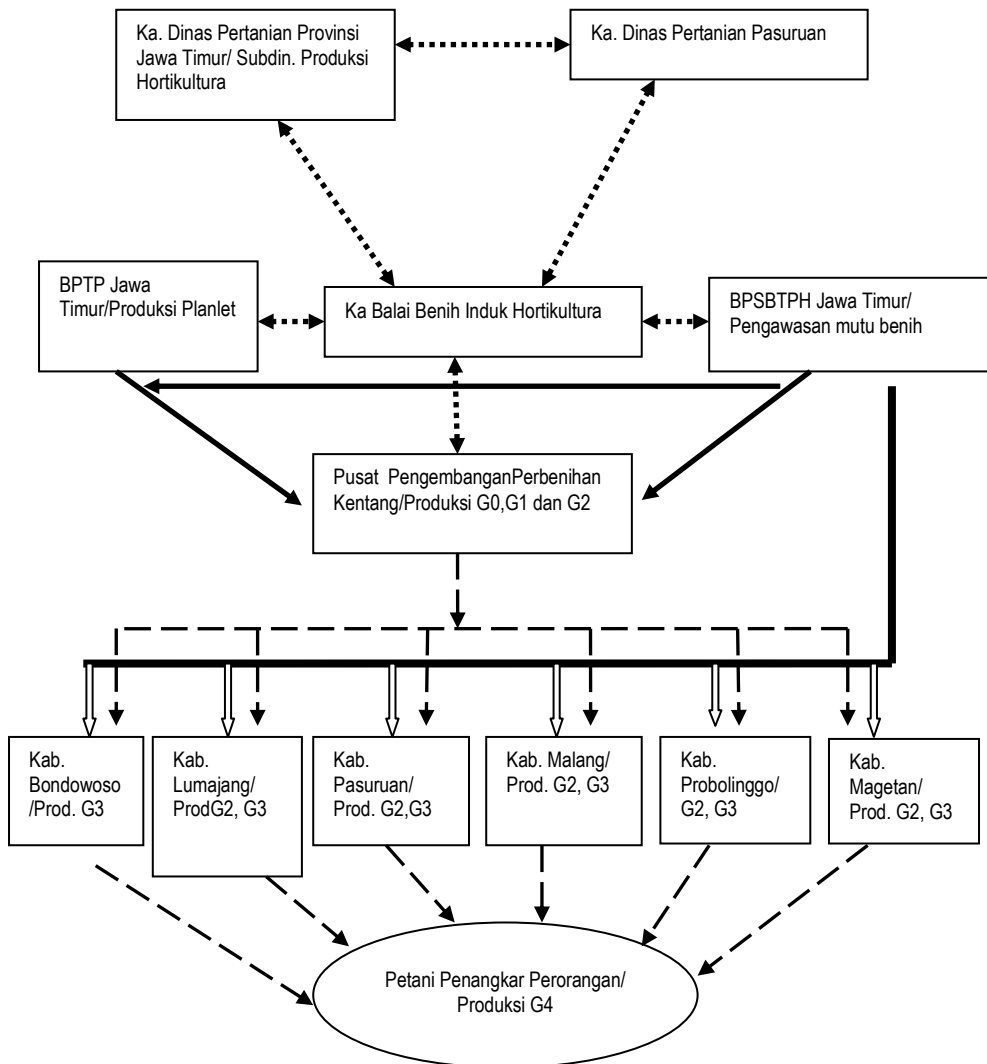 Ka. Dinas Pertanian Provinsi
Jawa Timur/ Subdin. Produksi
Hortikultura
Ka. Dinas Pertanian Pasuruan
BPTP Jawa
Timur/Produksi Planlet
Ka Balai Benih Induk Hortikultura
BPSBTPH Jawa Timur/
Pengawasan mutu benih
Pusat PengembanganPerbenihan
Kentang/Produksi G0,G1 dan G2
Kab.
Bondowoso
/Prod. G3
Kab.
Lumajang/
ProdG2, G3
Kab.
Pasuruan/
Prod. G2,G3
Kab. Malang/
Prod. G2, G3
Kab.
Probolinggo/
G2, G3
Kab.
Magetan/
Prod. G2, G3
Petani Penangkar Perorangan/
Produksi G4